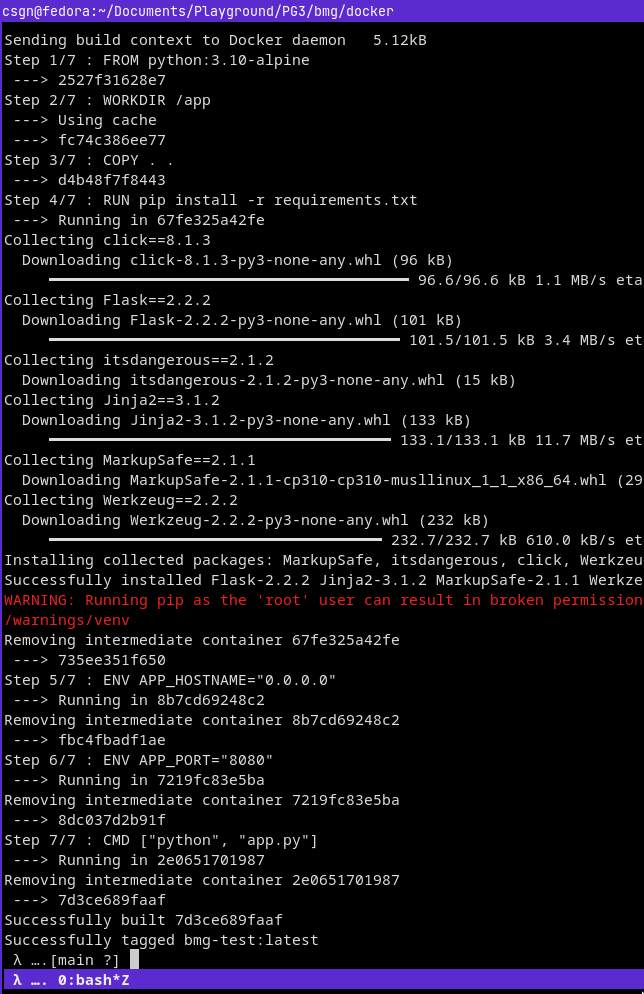 csgn@fedora:~/Documents/Playground/PG3/bmg/docker
Sending build context to Docker daemon   5.12kB
Step 1/7 : FROM python:3.10-alpine
 ---> 2527f31628e7
Step 2/7 : WORKDIR /app
 ---> Using cache
 ---> fc74c386ee77
Step 3/7 : COPY . .
 ---> d4b48f7f8443
Step 4/7 : RUN pip install -r requirements.txt
 ---> Running in 67fe325a42fe
Collecting click==8.1.3
  Downloading click-8.1.3-py3-none-any.whl (96 kB)
96.6/96.6 kB 1.1 MB/s eta
Collecting Flask==2.2.2
  Downloading Flask-2.2.2-py3-none-any.whl (101 kB)
101.5/101.5 kB 3.4 MB/s et
Collecting itsdangerous==2.1.2
  Downloading itsdangerous-2.1.2-py3-none-any.whl (15 kB)
Collecting Jinja2==3.1.2
  Downloading Jinja2-3.1.2-py3-none-any.whl (133 kB)
133.1/133.1 kB 11.7 MB/s et
Collecting MarkupSafe==2.1.1
  Downloading MarkupSafe-2.1.1-cp310-cp310-musllinux_1_1_x86_64.whl (29
Collecting Werkzeug==2.2.2
  Downloading Werkzeug-2.2.2-py3-none-any.whl (232 kB)
232.7/232.7 kB 610.0 kB/s et
Installing collected packages: MarkupSafe, itsdangerous, click, Werkzeu
Successfully installed Flask-2.2.2 Jinja2-3.1.2 MarkupSafe-2.1.1 Werkze
WARNING: Running pip as the 'root' user can result in broken permission
/warnings/venv
Removing intermediate container 67fe325a42fe
 ---> 735ee351f650
Step 5/7 : ENV APP_HOSTNAME="0.0.0.0"
 ---> Running in 8b7cd69248c2
Removing intermediate container 8b7cd69248c2
 ---> fbc4fbadf1ae
Step 6/7 : ENV APP_PORT="8080"
 ---> Running in 7219fc83e5ba
Removing intermediate container 7219fc83e5ba
 ---> 8dc037d2b91f
Step 7/7 : CMD ["python", "app.py"]
 ---> Running in 2e0651701987
Removing intermediate container 2e0651701987
 ---> 7d3ce689faaf
Successfully built 7d3ce689faaf
Successfully tagged bmg-test:latest
λ ….[main ?]
λ …. 0:bash*Z